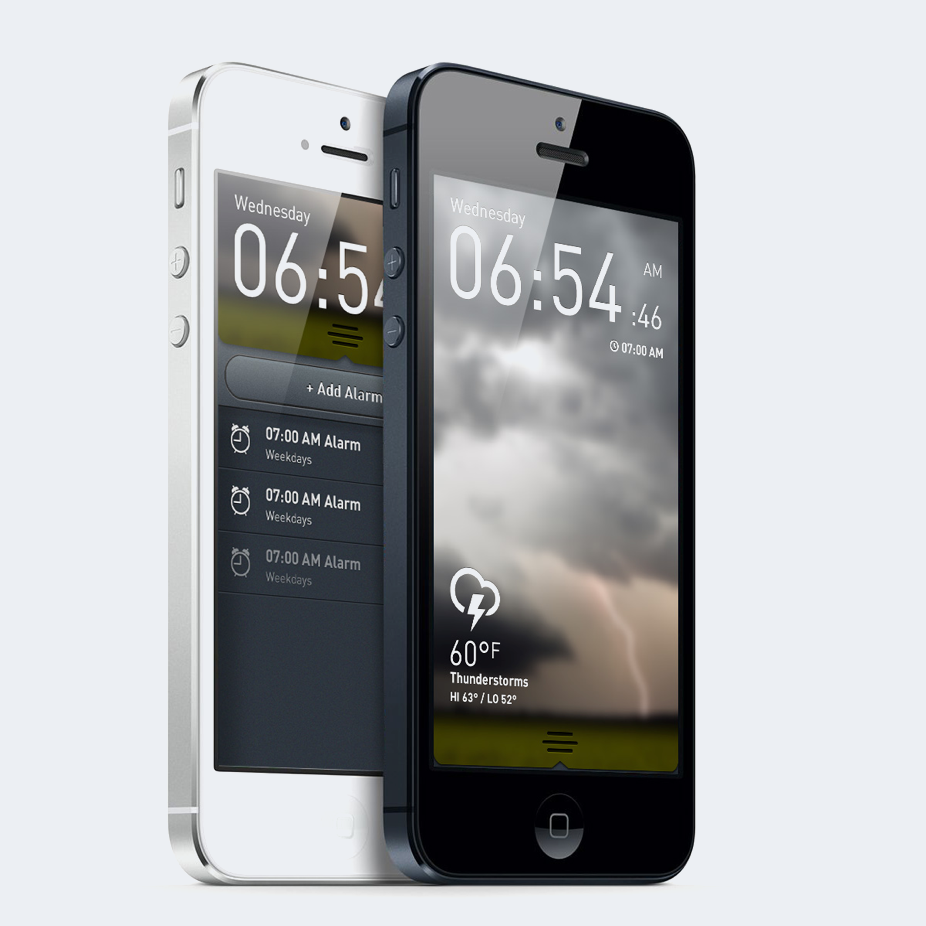 Wednesday
06:54
+ Add Alarm
07:00 AM Alarm
Weekdays
07:00 AM Alarm
Weekdays
07:00 AM Alarm
Weekdays
Wednesday
06:54 AM
:46
07:00 AM
60°F
Thunderstorms
HI 63° / LO 52°